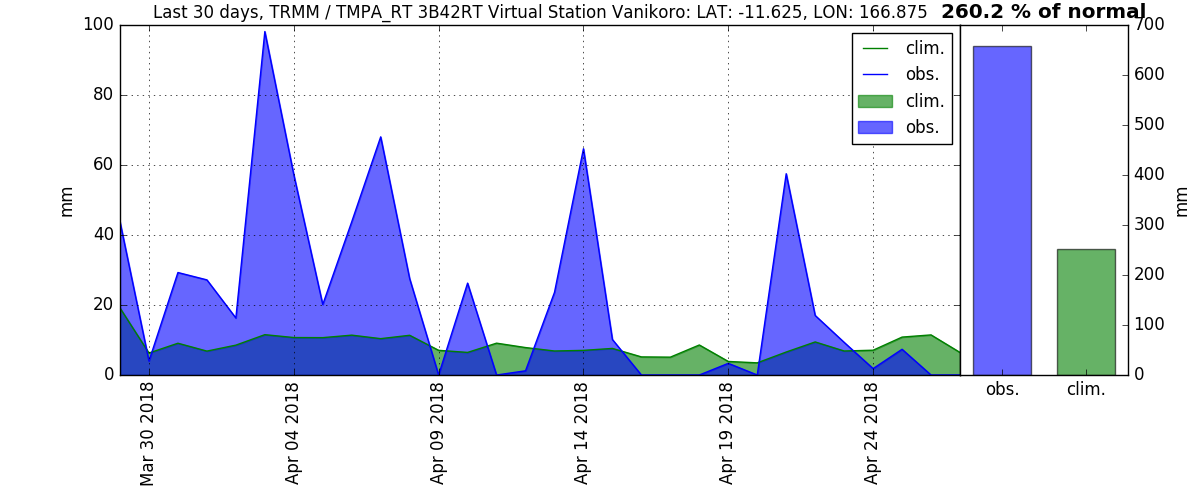 Last 30 days, TRMM / TMPA_RT 3B42RT Virtual Station Vanikoro: LAT: -11.625, LON: 166.875 260.2 % of normal
100
80
60
40
20
0
mm
clim.
obs.
clim.
obs.
700
600
500
400
300
200
100
0
mm
Mar 30 2018
Apr 04 2018
Apr 09 2018
Apr 14 2018
Apr 19 2018
Apr 24 2018
obs.
clim.